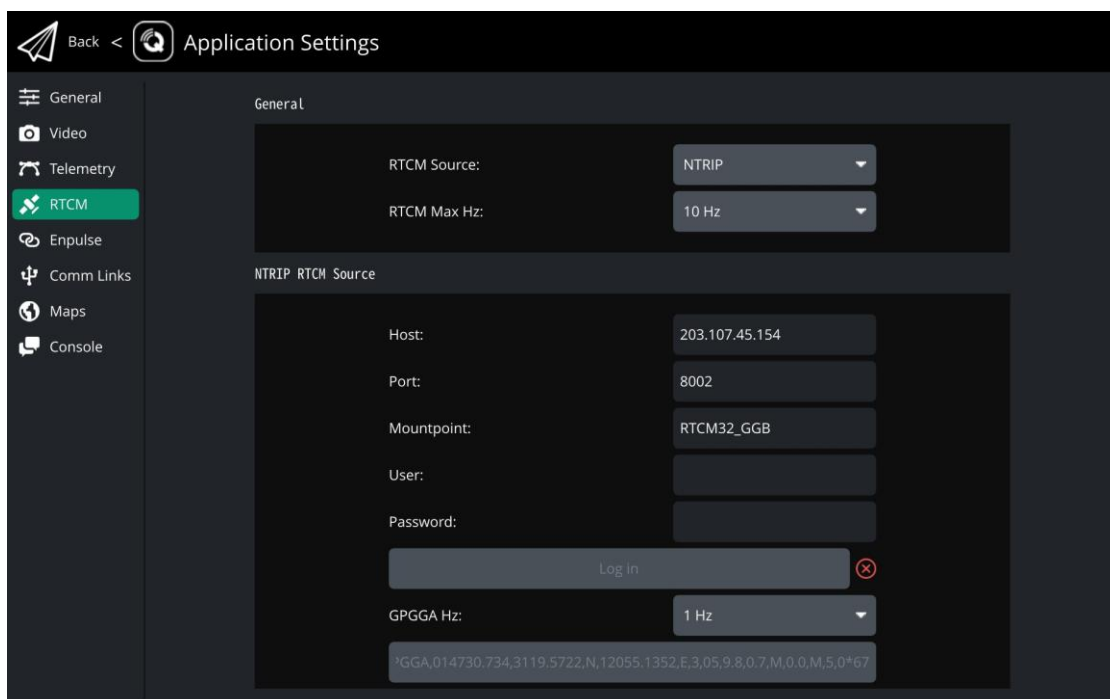 Back < Application Settings
General
Video
Telemetry
RTCM
Enpulse
Comm Links
Maps
Console
General
RTCM Source: NTRIP
RTCM Max Hz: 10 Hz
NTRIP RTCM Source
Host: 203.107.45.154
Port: 8002
Mountpoint: RTCM32_GGB
User:
Password:
Log in
GPGGA Hz: 1 Hz
PGGA,014730.734,3119.5722,N,12055.1352,E,3,05,9.8,0.7,M,0.0,M,5,0*67